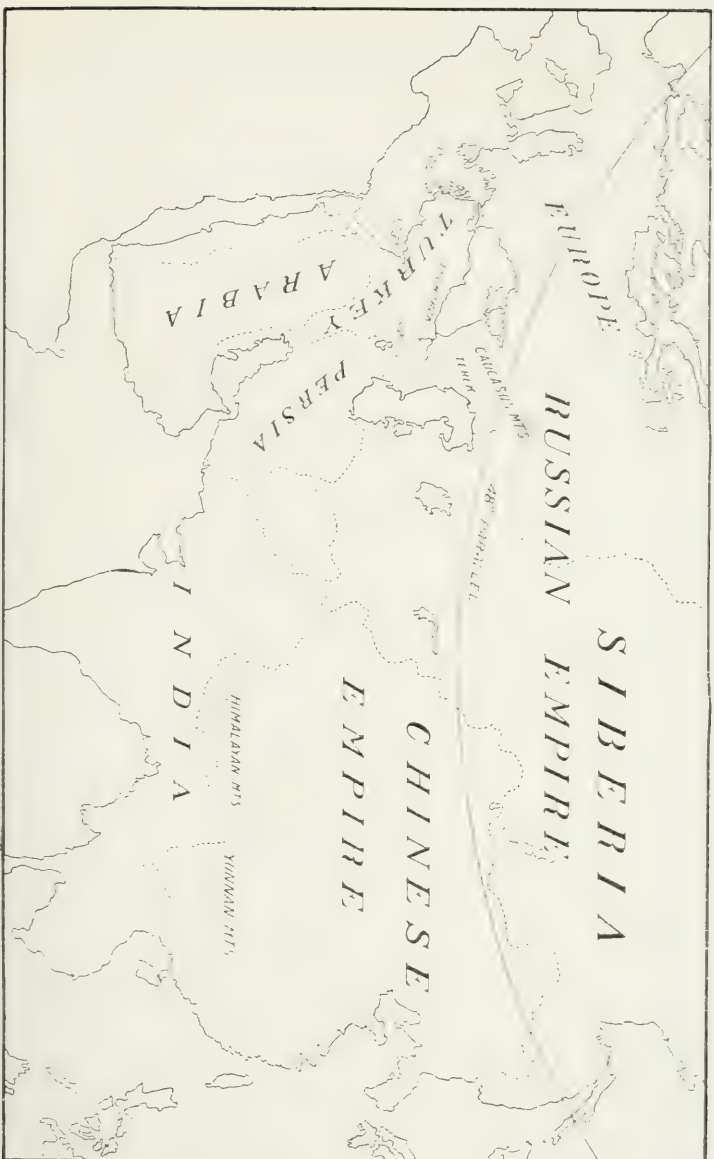 EUROPE
SIBERIA
RUSSIAN EMPIRE
CAUCASUS MTS
48° PARALLEL
TURKEY
ARABIA
PERSIA
CHINESE
EMPIRE
INDIA
HIMALAYAN MTS
YUNNAN MTS